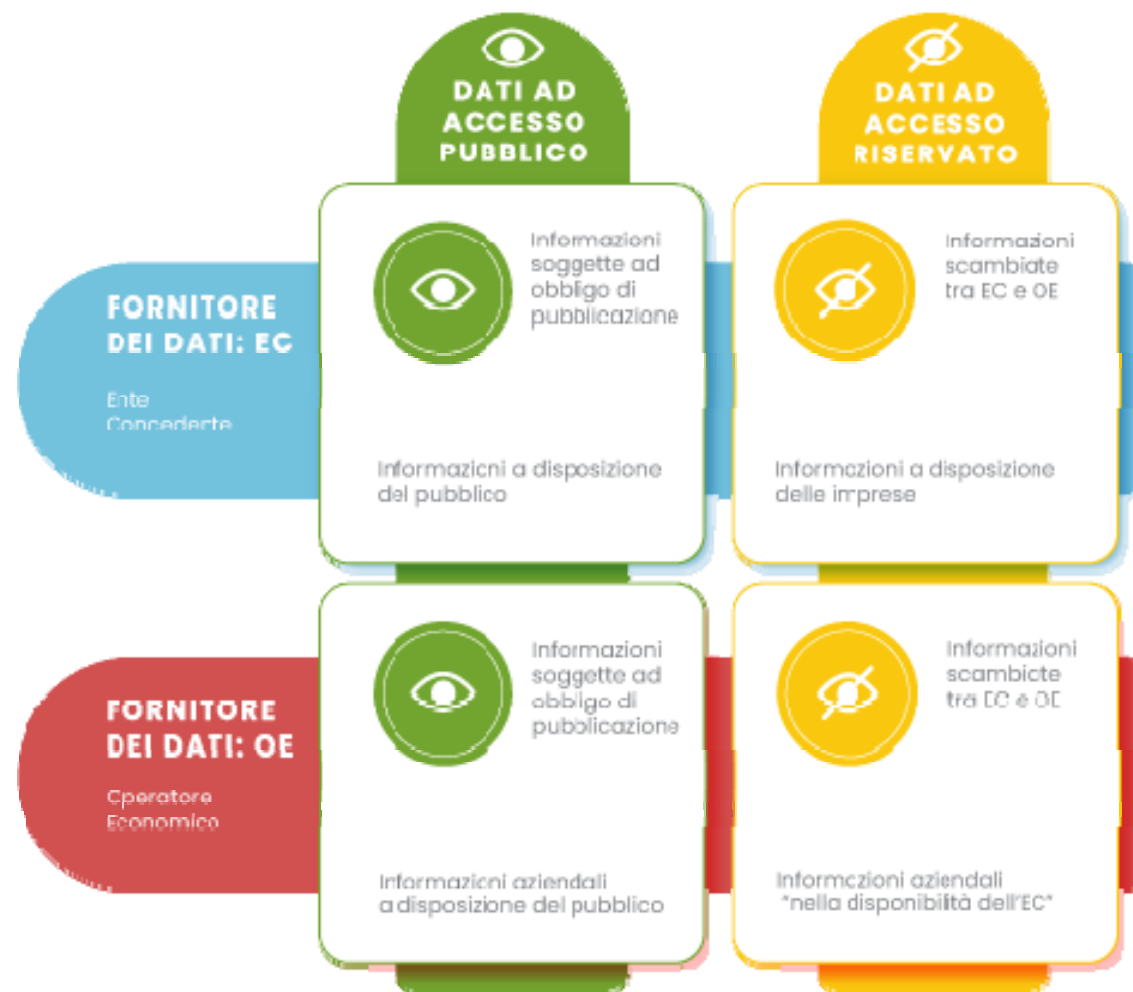 DATI AD
ACCESSO
PUBBLICO
DATI AD
ACCESSO
RISERVATO
FORNITORE
DEI DATI: EC
Ente
Concedente
Informazioni
soggette ad
obbligo di
pubblicazione
Informazioni a disposizione
del pubblico
Informazioni
scambiate
tra EC e OE
Informazioni a disposizione
delle imprese
FORNITORE
DEI DATI: OE
Operatore
Economico
Informazioni
soggette ad
obbligo di
pubblicazione
Informazioni aziendali
a disposizione del pubblico
Informazioni
scambiate
tra EC e OE
Informazioni aziendali
"nella disponibilità dell'EC"